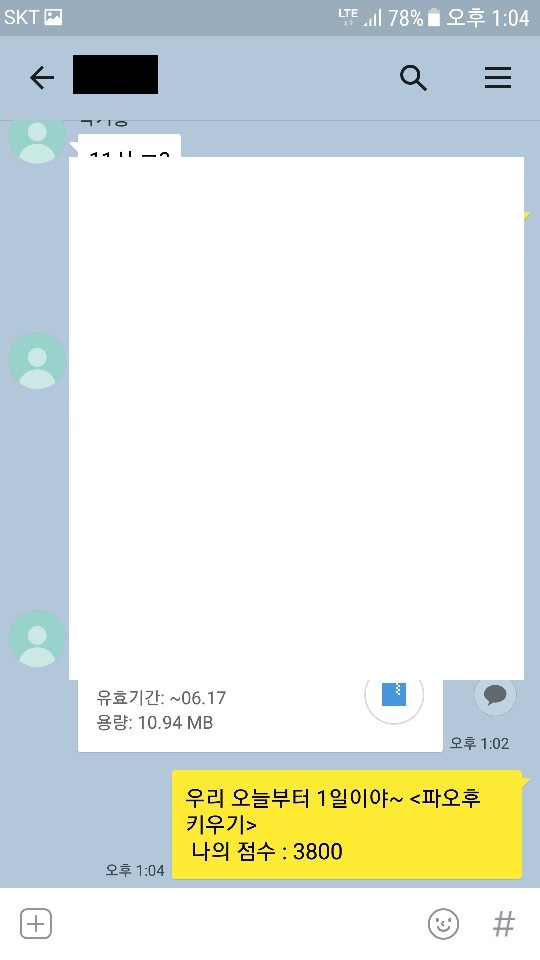 SKT LTE 78% 오후 1:04
유효기간: ~06.17
용량: 10.94 MB
오후 1:02
우리 오늘부터 1일이야~ <파오후
키우기>
나의 점수 : 3800
오후 1:04
#